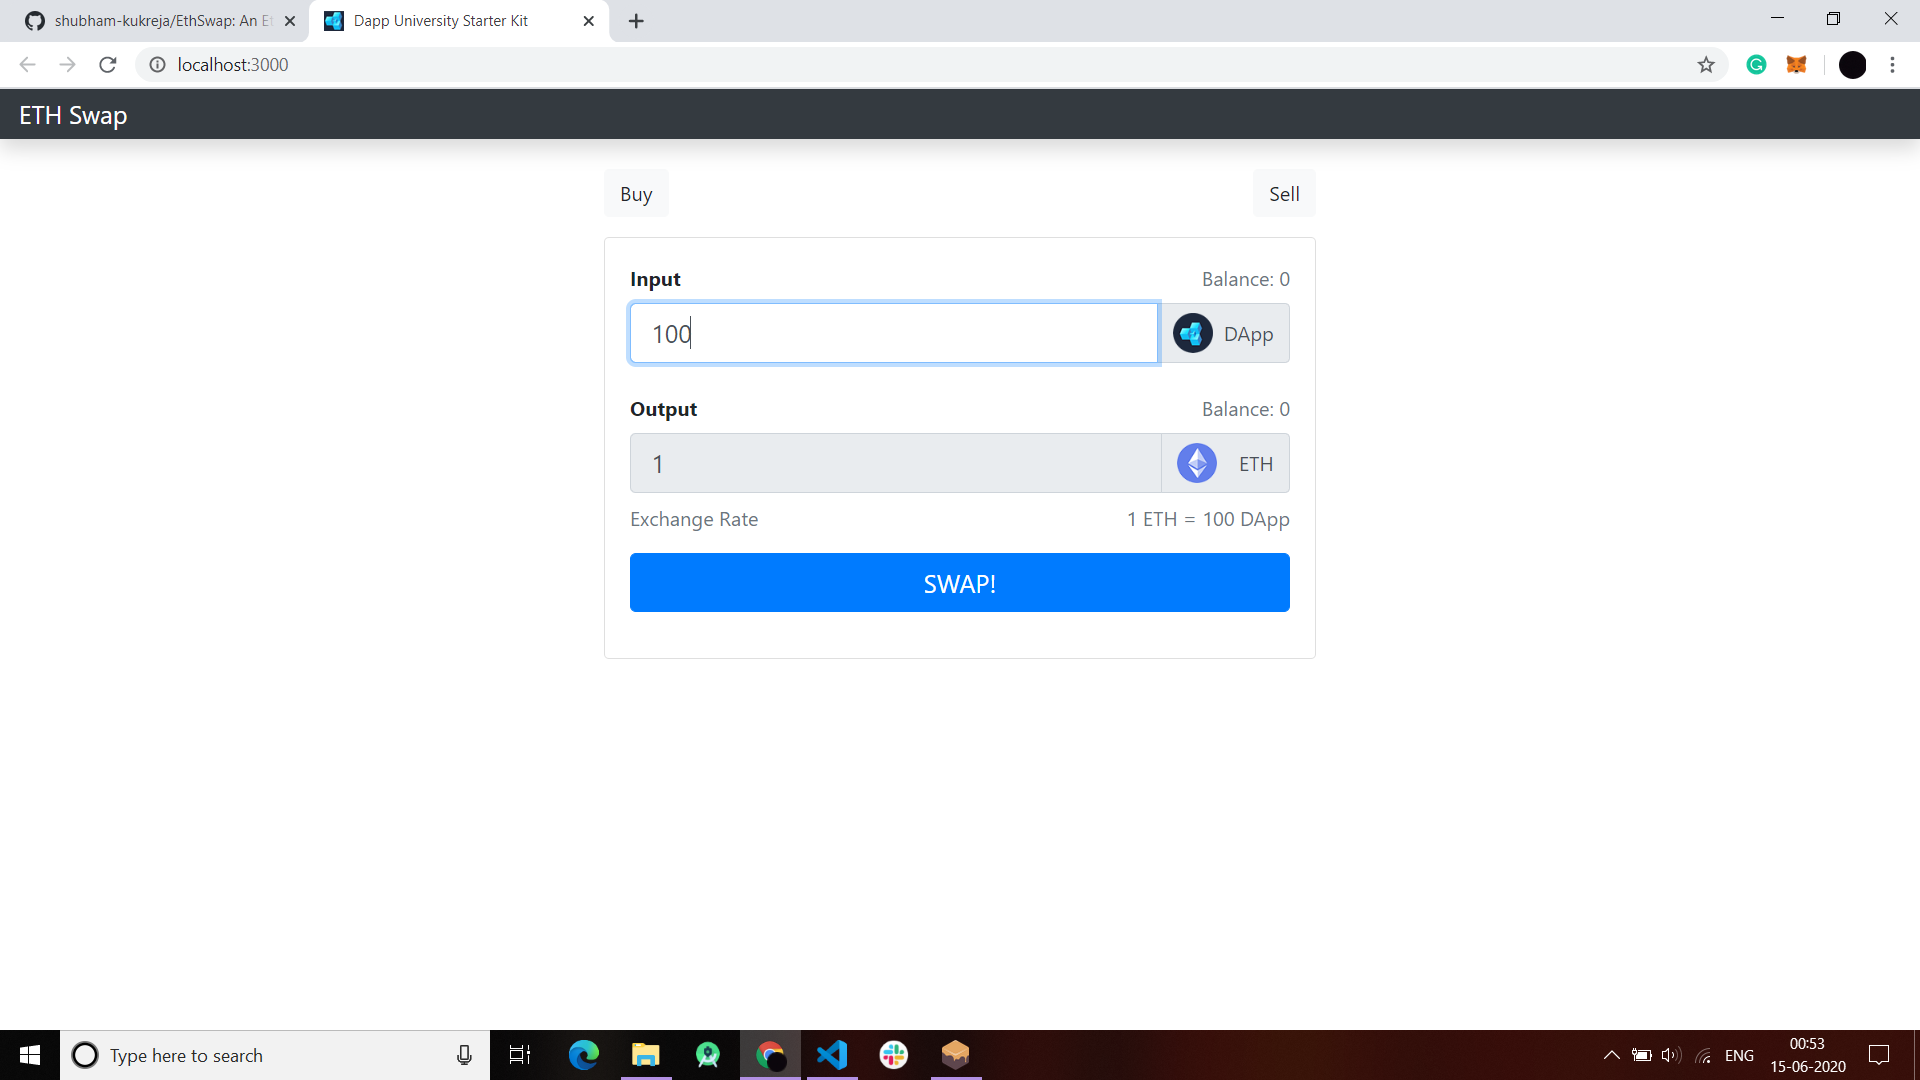 shubham-kukreja/EthSwap: An Et
Dapp University Starter Kit
localhost:3000
ETH Swap
Buy
Sell
Input
Balance: 0
100
DApp
Output
Balance: 0
1
ETH
Exchange Rate
1 ETH = 100 DApp
SWAP!
Type here to search
ENG
00:53
15-06-2020